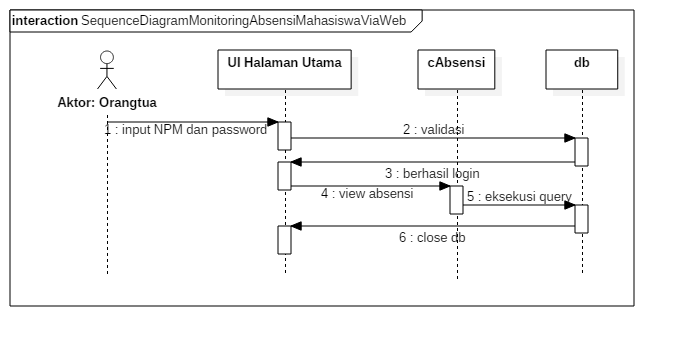 interaction SequenceDiagramMonitoringAbsensiMahasiswaViaWeb
UI Halaman Utama
cAbsensi
db
Aktor: Orangtua
1 : input NPM dan password
2 : validasi
3 : berhasil login
4 : view absensi
5 : eksekusi query
6 : close db